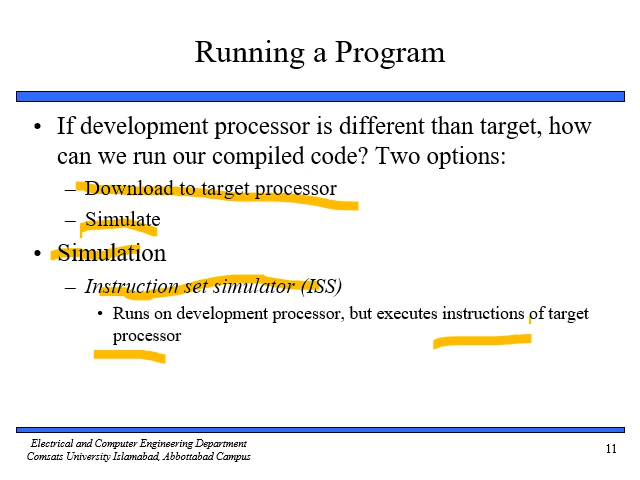 Running a Program
• If development processor is different than target, how
can we run our compiled code? Two options:
– Download to target processor
– Simulate
• Simulation
– Instruction set simulator (ISS)
• Runs on development processor, but executes instructions of target
processor
Electrical and Computer Engineering Department
Comsats University Islamabad, Abbottabad Campus
11